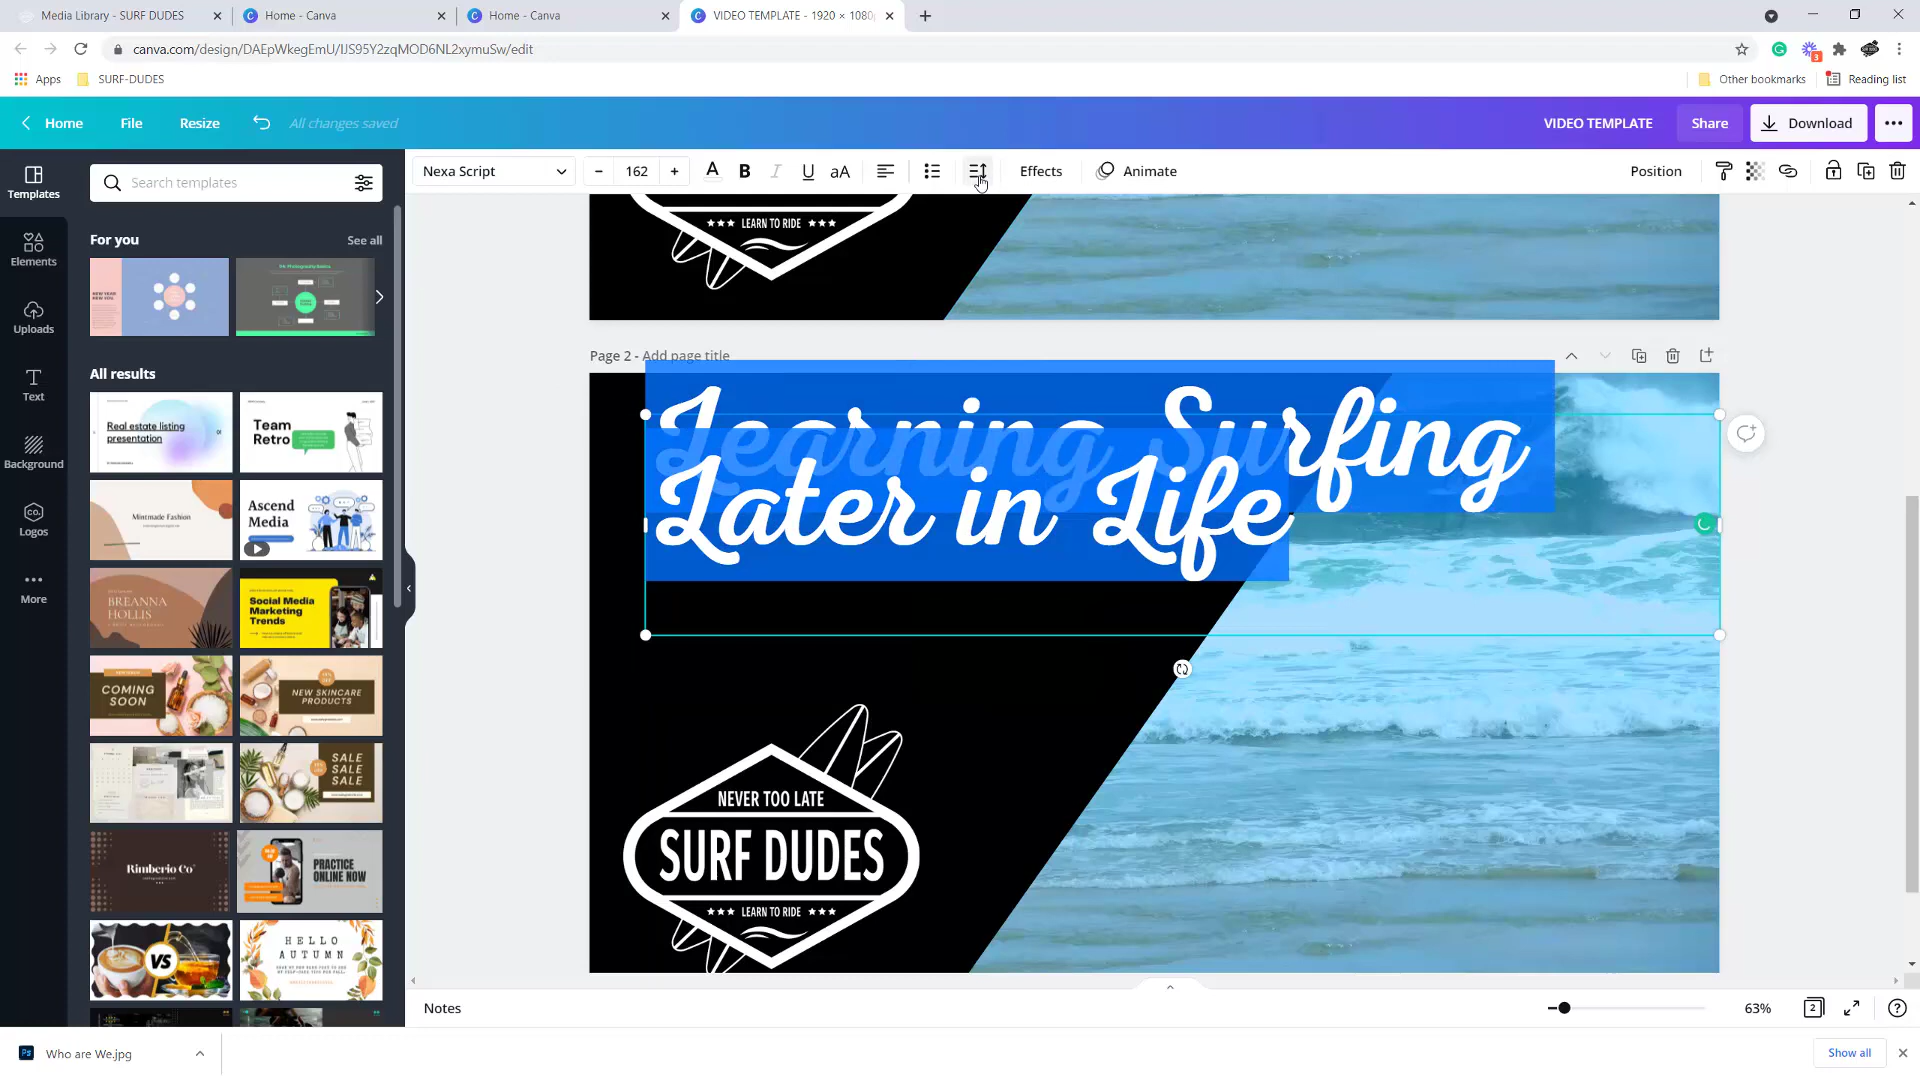 Media Library - SURF DUDES
Home - Canva
Home - Canva
VIDEO TEMPLATE - 1920 × 1080p
canva.com/design/DAEpWkegEmU/IJS95Y2zqMOD6NL2xymuSw/edit
3
Apps
SURF-DUDES
Other bookmarks
Reading list
Home
File
Resize
All changes saved
VIDEO TEMPLATE
Share
Download
Templates
Elements
Uploads
Text
Background
Logos
More
Search templates
For you
See all
All results
Real estate listing
presentation
Team
Retro
Mintmade Fashion
Ascend
Media
BREANNA
HOLLIS
Social Media
Marketing
Trends
COMING
SOON
NEW SKINCARE
PRODUCTS
SALE
SALE
SALE
Rimberio Co
PRACTICE
ONLINE NOW
VS
HELLO
AUTUMN
Nexa Script
162
A
B
I
U
aA
Effects
Animate
Position
LEARN TO RIDE
Page 2 - Add page title
Learning Surfing
Later in Life
NEVER TOO LATE
SURF DUDES
LEARN TO RIDE
Notes
63%
2
Who are We.jpg
Show all